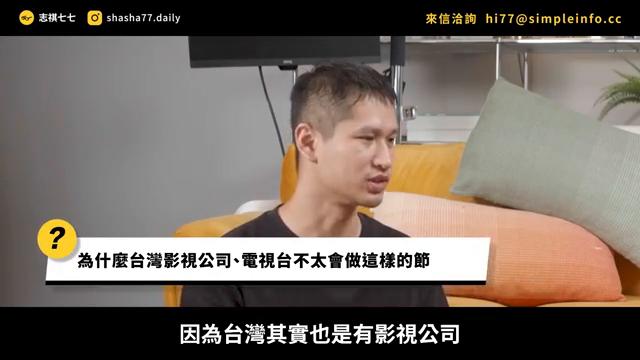 志祺七七
shasha77.daily
來信洽詢 hi77@simpleinfo.cc
?
為什麼台灣影視公司、電視台不太會做這樣的節
因為台灣其實也是有影視公司